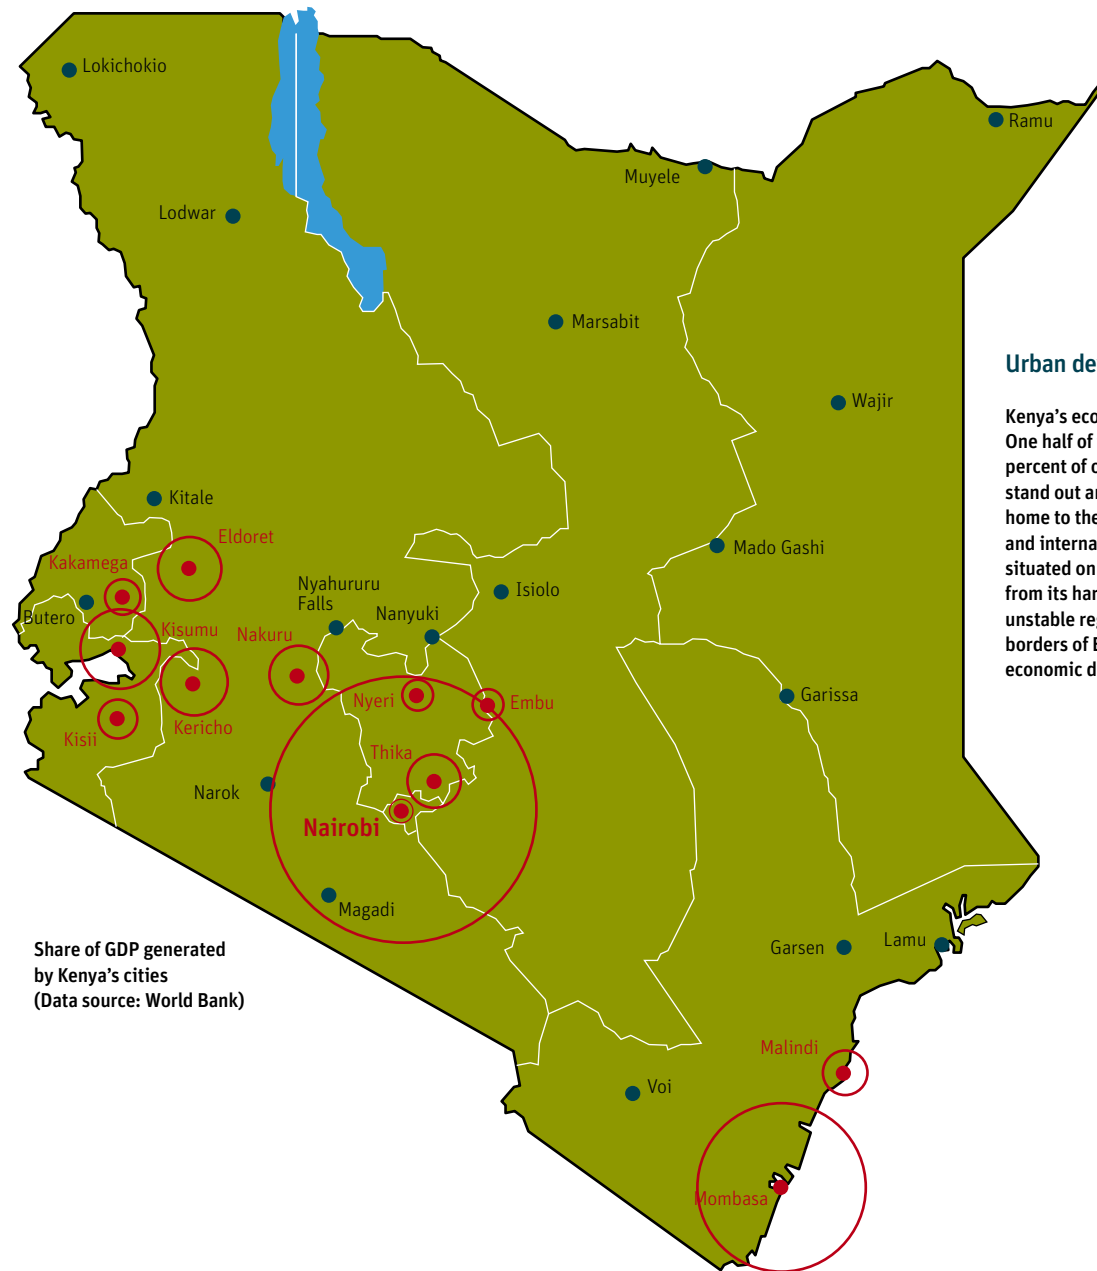 Lokichokio
Ramu
Muyele
Lodwar
Marsabit
Wajir
Kitale
Eldoret
Mado Gashi
Kakamega
Nyahururu
Falls
Isiolo
Butero
Nanyuki
Kisumu
Nakuru
Nyeri
Embu
Garissa
Kericho
Kisii
Thika
Narok
Nairobi
Magadi
Garsen
Lamu
Malindi
Voi
Mombasa
Share of GDP generated
by Kenya's cities
(Data source: World Bank)
Urban de
Kenya's eco
One half of
percent of
stand out
home to the
and interna
situated on
from its har
unstable reg
borders of
economic